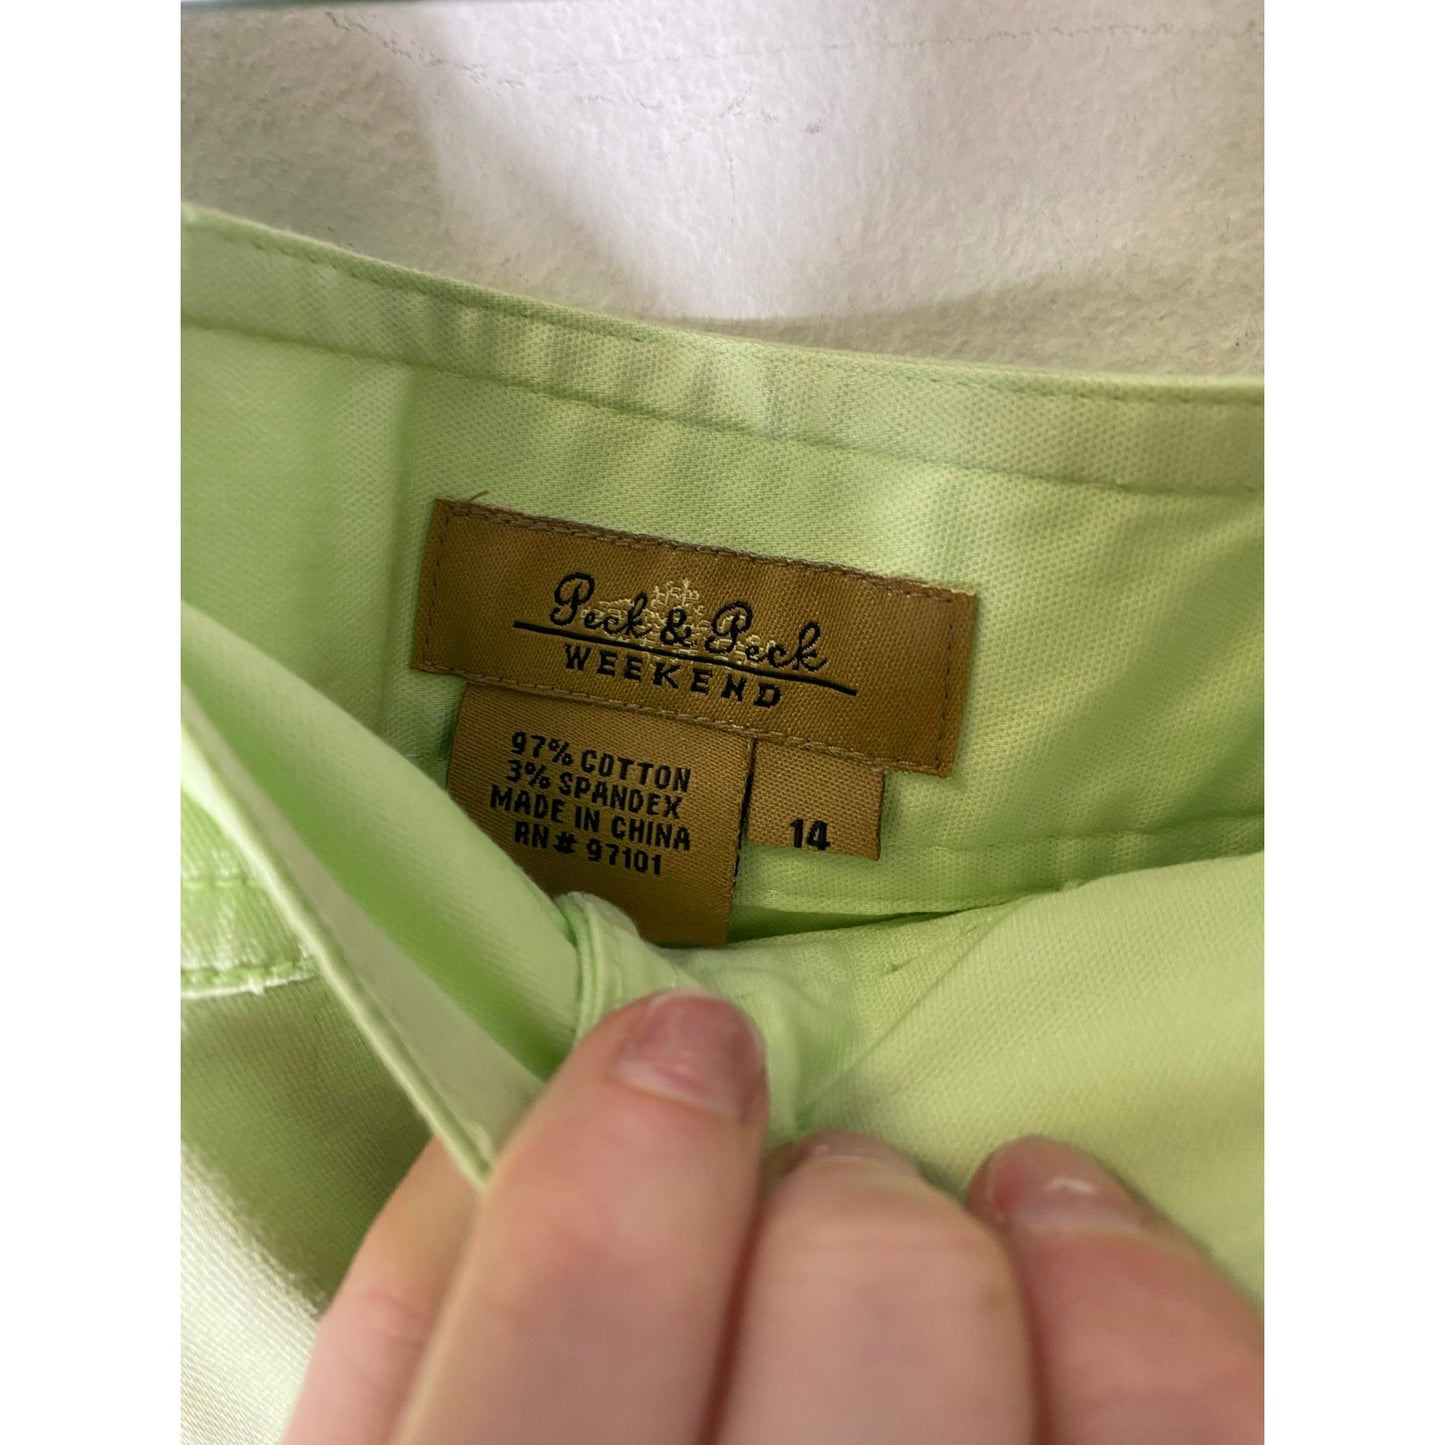 Peck & Peck
WEEKEND
97% COTTON
3% SPANDEX
MADE IN CHINA
RN # 97101
14